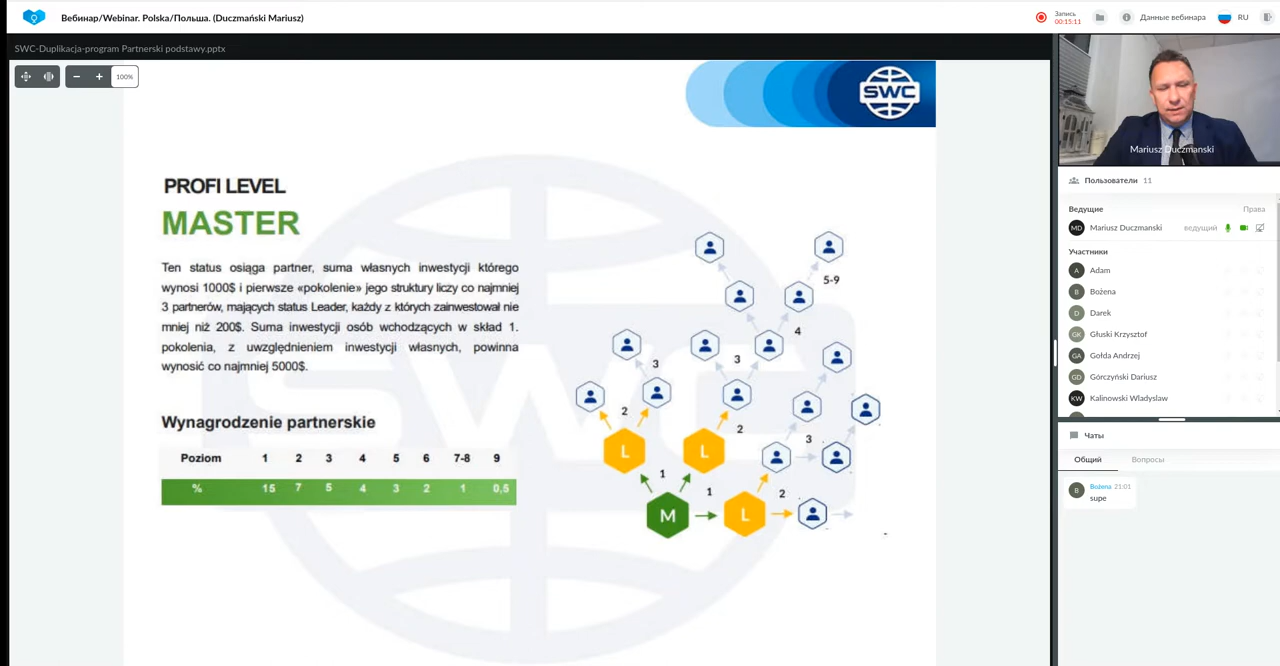 Вебинар/Webinar. Polska/Польша. (Duczmański Mariusz)
Запись
00:15:11
Данные вебинара
RU
SWC-Duplikacja-program Partnerski podstawy.pptx
100%
SWC
PROFI LEVEL
MASTER
Ten status osiąga partner, suma własnych inwestycji którego
wynosi 1000$ i pierwsze «pokolenie» jego struktury liczy co najmniej
3 partnerów, mających status Leader, każdy z których zainwestował nie
mniej niż 200$. Suma inwestycji osób wchodzących w skład 1.
pokolenia, z uwzględnieniem inwestycji własnych, powinna
wynosić co najmniej 5000$.
Wynagrodzenie partnerskie
Poziom 1 2 3 4 5 6 7-8 9
% 15 7 5 4 3 2 1 0,5
5-9
4
3
3
2
2
3
L
L
1
1
2
M
L
Mariusz Duczmanski
Пользователи 11
Ведущие
Права
MD Mariusz Duczmanski ведущий
Участники
A Adam
B Bożena
D Darek
GK Głuski Krzysztof
GA Gołda Andrzej
GD Górczyński Dariusz
KW Kalinowski Wladyslaw
Чаты
Общий
Вопросы
B Bożena 21:01
supe